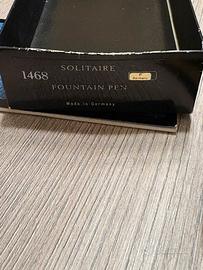 SOLITAIRE
1468
FOUNTAIN PEN
Made in Germany